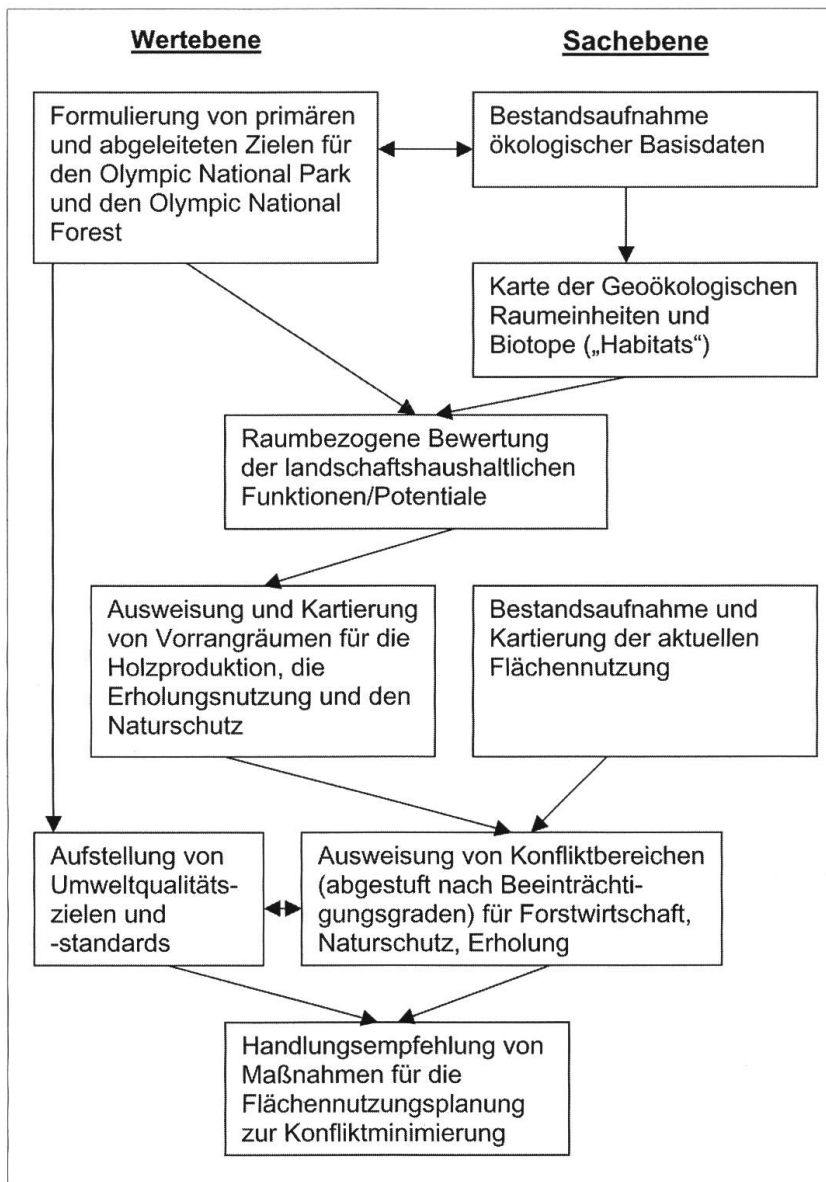 Wertebene
Sachebene
Formulierung von primären
und abgeleiteten Zielen für
den Olympic National Park
und den Olympic National
Forest
Bestandsaufnahme
ökologischer Basisdaten
Karte der Geoökologischen
Raumeinheiten und
Biotope („Habitats“)
Raumbezogene Bewertung
der landschaftshaushaltlichen
Funktionen/Potentiale
Ausweisung und Kartierung
von Vorrangräumen für die
Holzproduktion, die
Erholungsnutzung und den
Naturschutz
Bestandsaufnahme und
Kartierung der aktuellen
Flächennutzung
Aufstellung von
Umweltqualitäts-
zielen und
-standards
Ausweisung von Konfliktbereichen
(abgestuft nach Beeinträchti-
gungsgraden) für Forstwirtschaft,
Naturschutz, Erholung
Handlungsempfehlung von
Maßnahmen für die
Flächennutzungsplanung
zur Konfliktminimierung